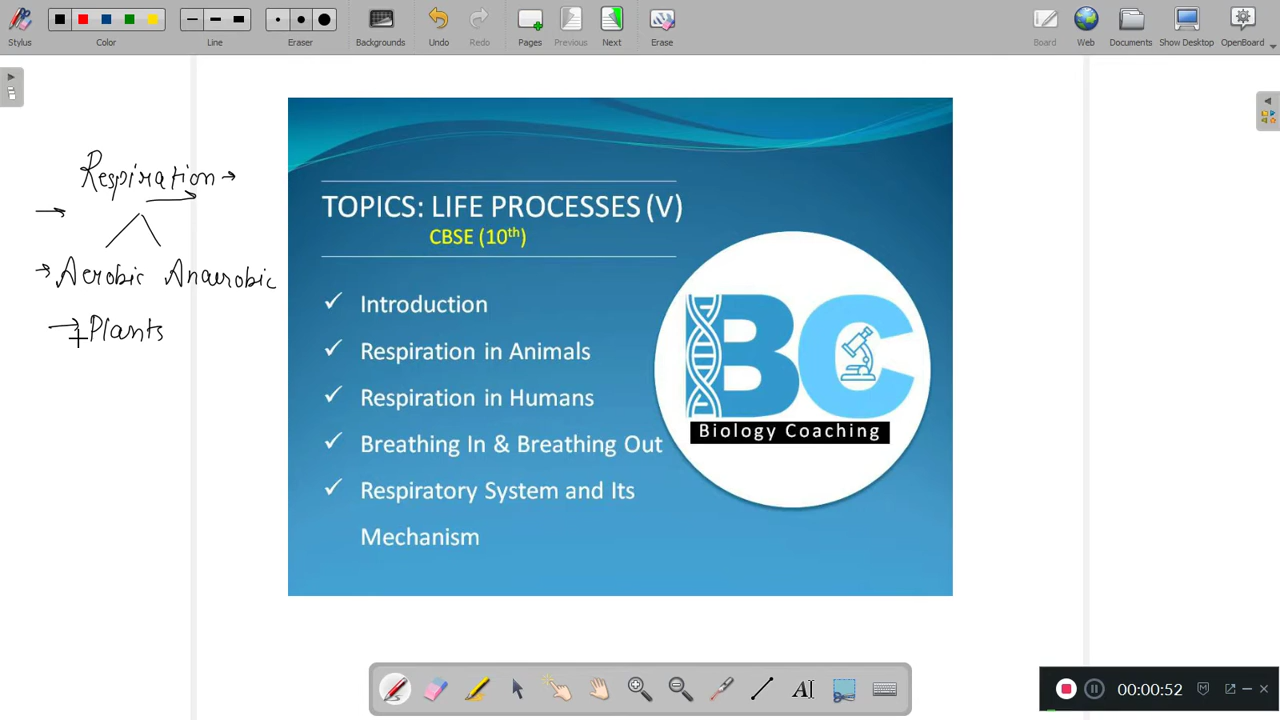 Stylus
Color
Line
Eraser
Backgrounds
Undo
Redo
Pages
Previous
Next
Erase
Board
Web
Documents
Show Desktop
OpenBoard
Respiration
Aerobic Anaerobic
Plants
TOPICS: LIFE PROCESSES (V)
CBSE (10th)
Introduction
Respiration in Animals
Respiration in Humans
Breathing In & Breathing Out
Respiratory System and Its
Mechanism
BC
Biology Coaching
00:00:52